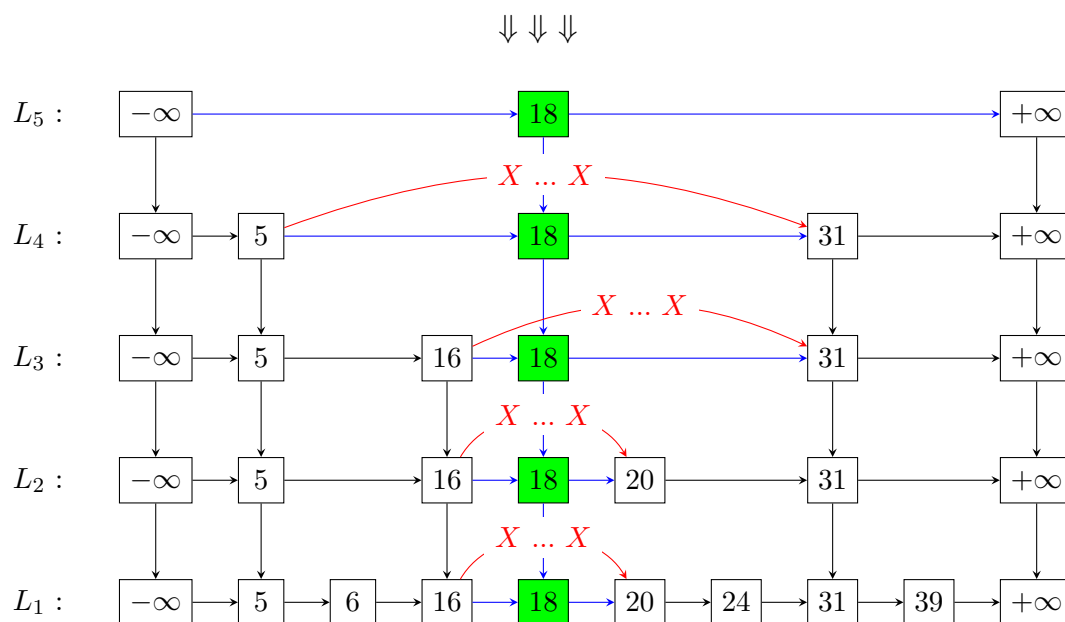 ⇓ ⇓ ⇓
L₅ : −∞ 18 +∞
X ... X
L₄ : −∞ 5 18 31 +∞
X ... X
L₃ : −∞ 5 16 18 31 +∞
X ... X
L₂ : −∞ 5 16 18 20 31 +∞
X ... X
L₁ : −∞ 5 6 16 18 20 24 31 39 +∞